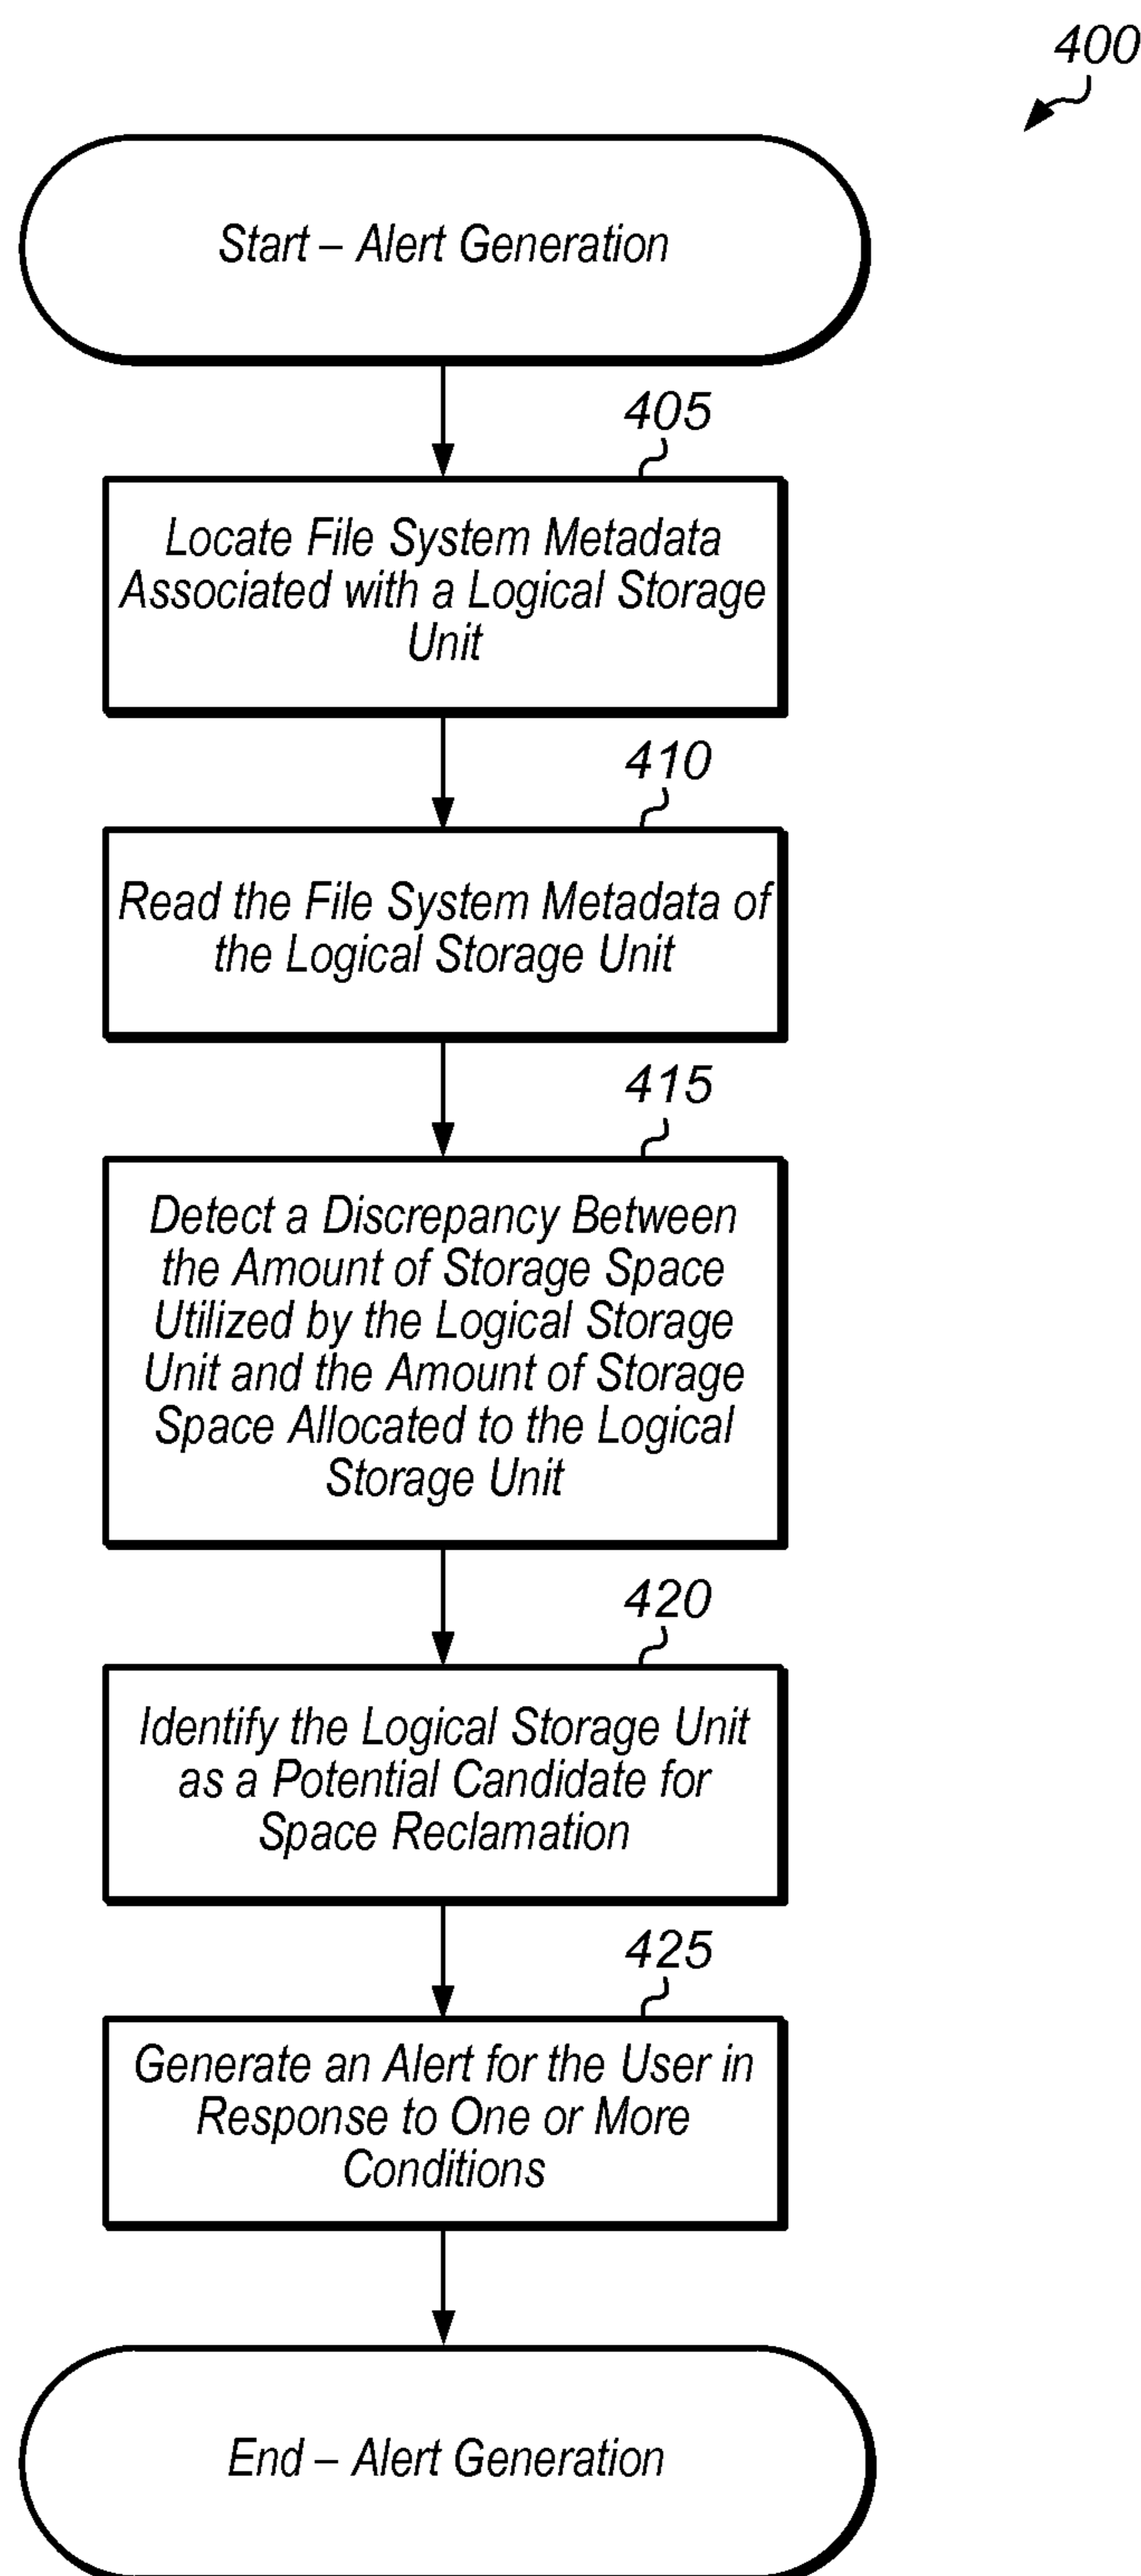 400
Start – Alert Generation
405
Locate File System Metadata
Associated with a Logical Storage
Unit
410
Read the File System Metadata of
the Logical Storage Unit
415
Detect a Discrepancy Between
the Amount of Storage Space
Utilized by the Logical Storage
Unit and the Amount of Storage
Space Allocated to the Logical
Storage Unit
420
Identify the Logical Storage Unit
as a Potential Candidate for
Space Reclamation
425
Generate an Alert for the User in
Response to One or More
Conditions
End – Alert Generation